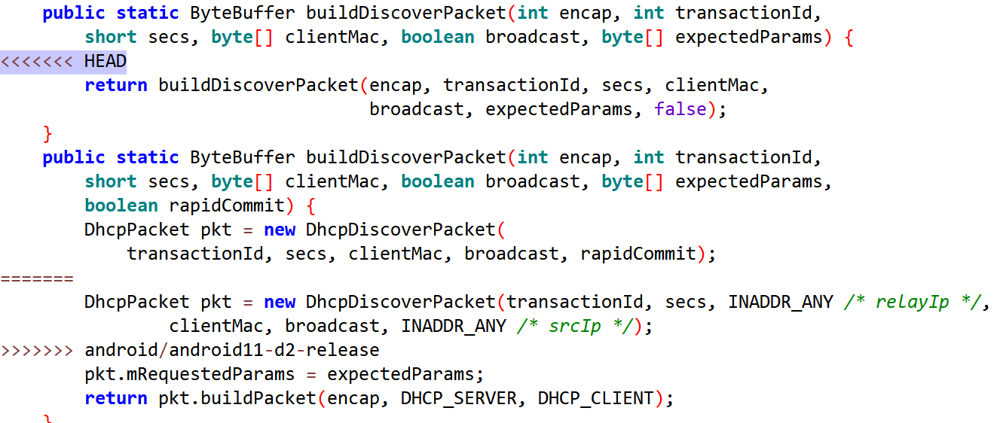 public static ByteBuffer buildDiscoverPacket(int encap, int transactionId,
short secs, byte[] clientMac, boolean broadcast, byte[] expectedParams) {
<<<<<<< HEAD
return buildDiscoverPacket(encap, transactionId, secs, clientMac,
broadcast, expectedParams, false);
}
public static ByteBuffer buildDiscoverPacket(int encap, int transactionId,
short secs, byte[] clientMac, boolean broadcast, byte[] expectedParams,
boolean rapidCommit) {
DhcpPacket pkt = new DhcpDiscoverPacket(
transactionId, secs, clientMac, broadcast, rapidCommit);
=======
DhcpPacket pkt = new DhcpDiscoverPacket(transactionId, secs, INADDR_ANY /* relayIp */,
clientMac, broadcast, INADDR_ANY /* srcIp */);
>>>>>>> android/android11-d2-release
pkt.mRequestedParams = expectedParams;
return pkt.buildPacket(encap, DHCP_SERVER, DHCP_CLIENT);
}